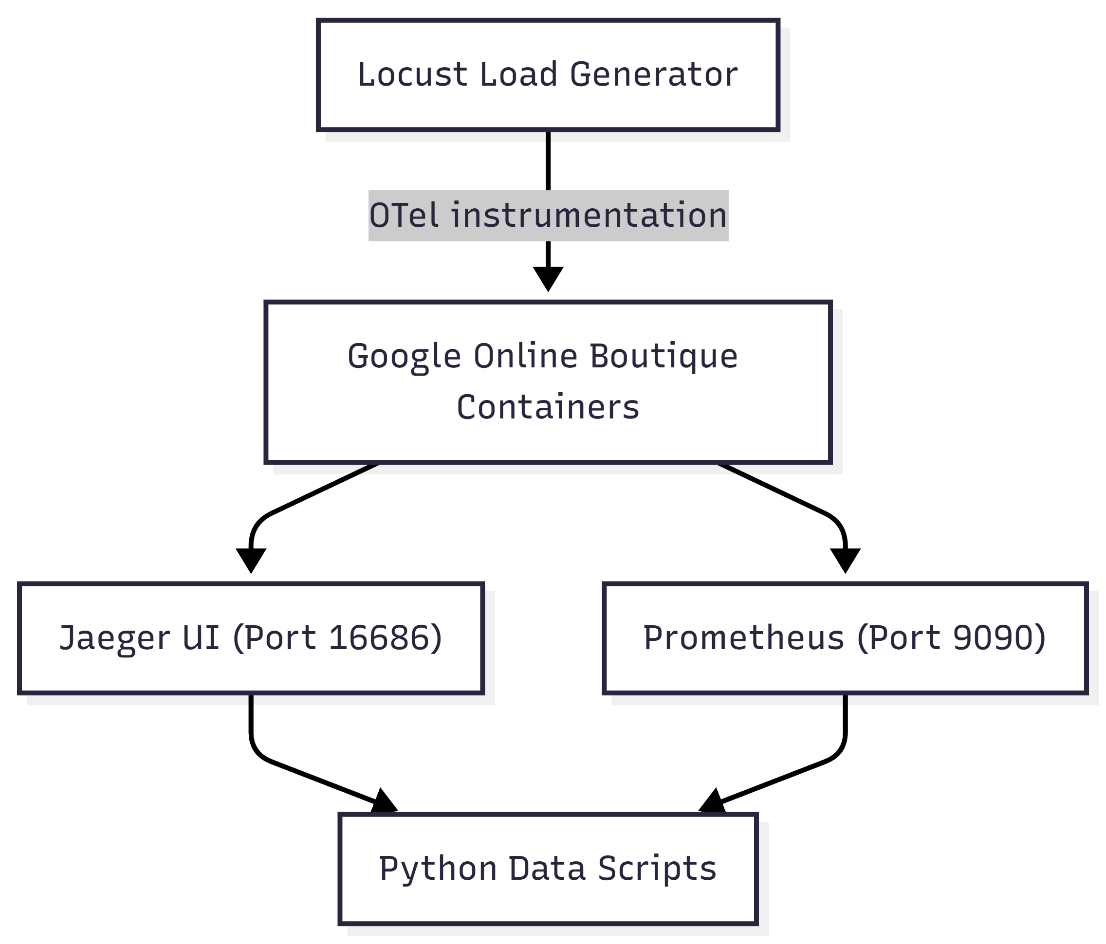 Locust Load Generator
OTel instrumentation
Google Online Boutique
Containers
Jaeger UI (Port 16686)
Prometheus (Port 9090)
Python Data Scripts